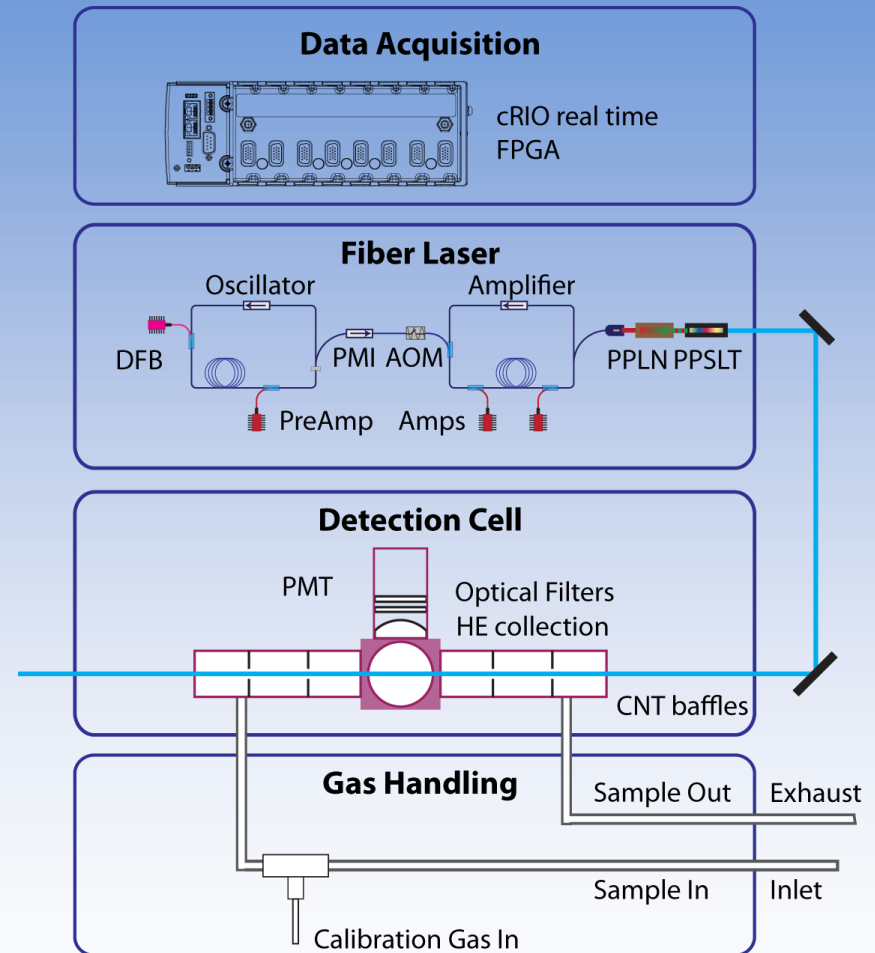 Data Acquisition
cRIO real time
FPGA
Fiber Laser
Oscillator
Amplifier
DFB
PMI
AOM
PPLN
PPSLT
PreAmp
Amps
Detection Cell
PMT
Optical Filters
HE collection
CNT baffles
Gas Handling
Sample Out
Exhaust
Sample In
Inlet
Calibration Gas In